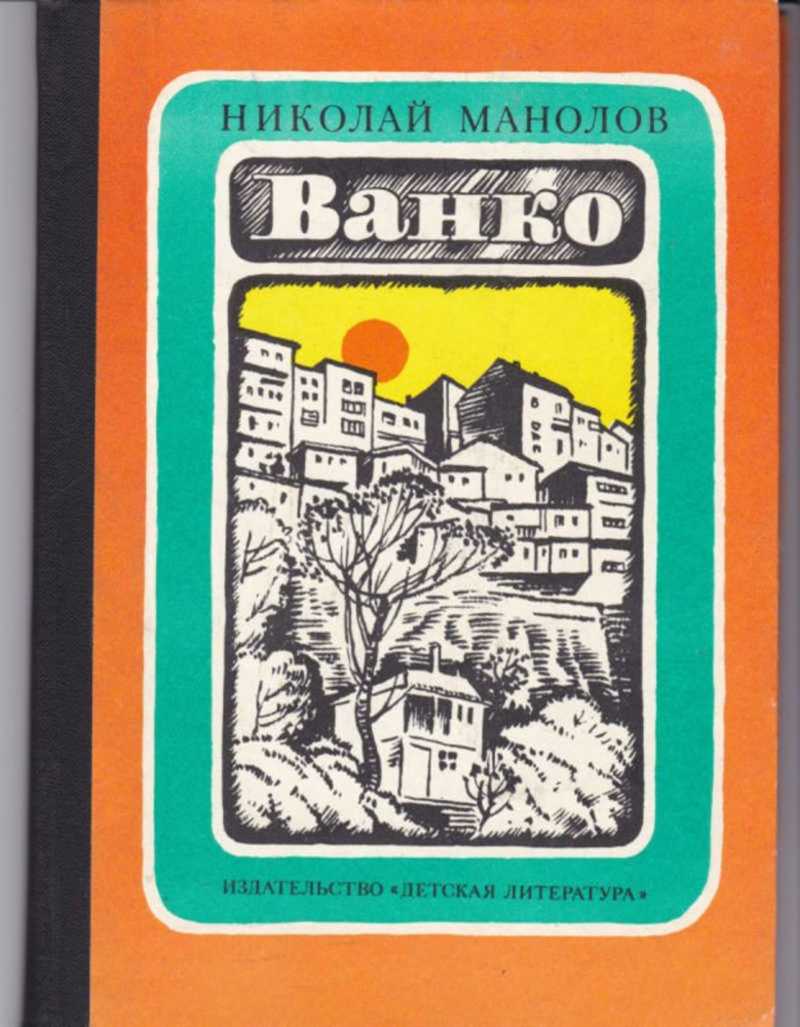 НИКОЛАЙ МАНОЛОВ
Ванко
ИЗДАТЕЛЬСТВО «ДЕТСКАЯ ЛИТЕРАТУРА»